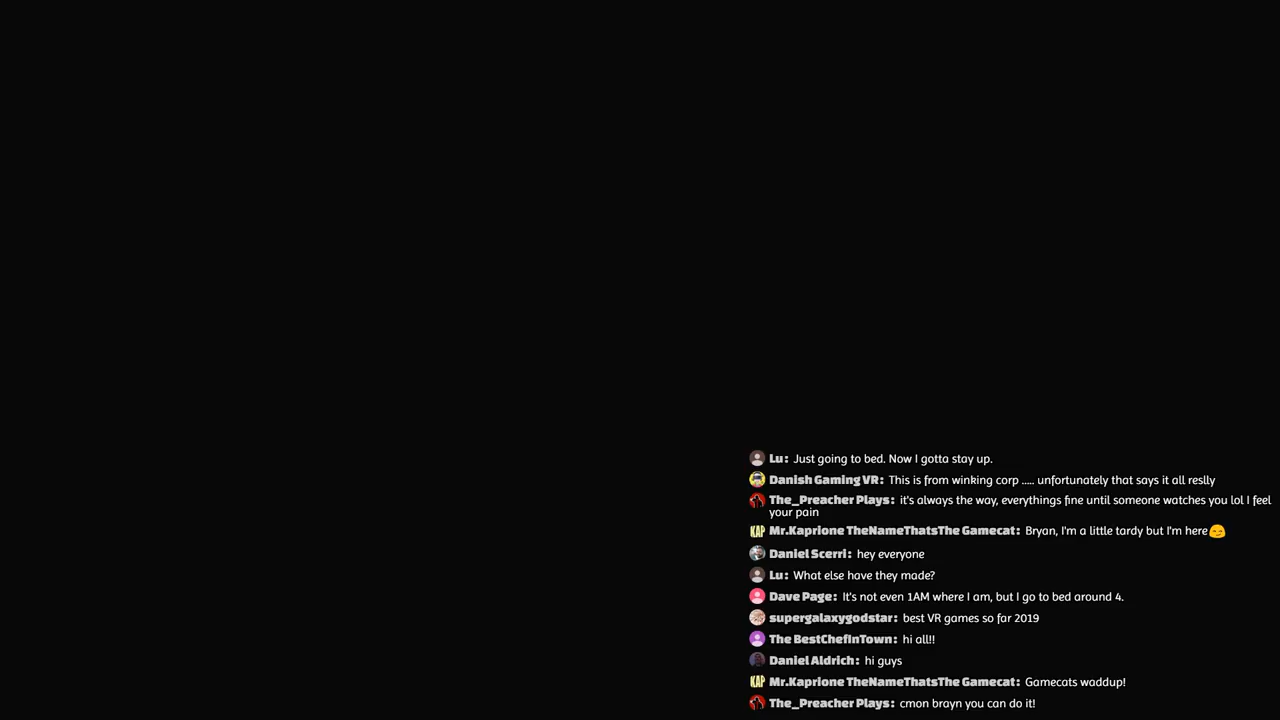 Lu: Just going to bed. Now I gotta stay up.
Danish Gaming VR: This is from winking corp ..... unfortunately that says it all reslly
The_Preacher Plays: it's always the way, everythings fine until someone watches you lol I feel
your pain
KAP Mr.Kaprione TheNameThatsThe Gamecat: Bryan, I'm a little tardy but I'm here😏
Daniel Scerri: hey everyone
Lu: What else have they made?
Dave Page: It's not even 1AM where I am, but I go to bed around 4.
supergalaxygodstar: best VR games so far 2019
The BestChefInTown: hi all!!
Daniel Aldrich: hi guys
KAP Mr.Kaprione TheNameThatsThe Gamecat: Gamecats waddup!
The_Preacher Plays: cmon brayn you can do it!